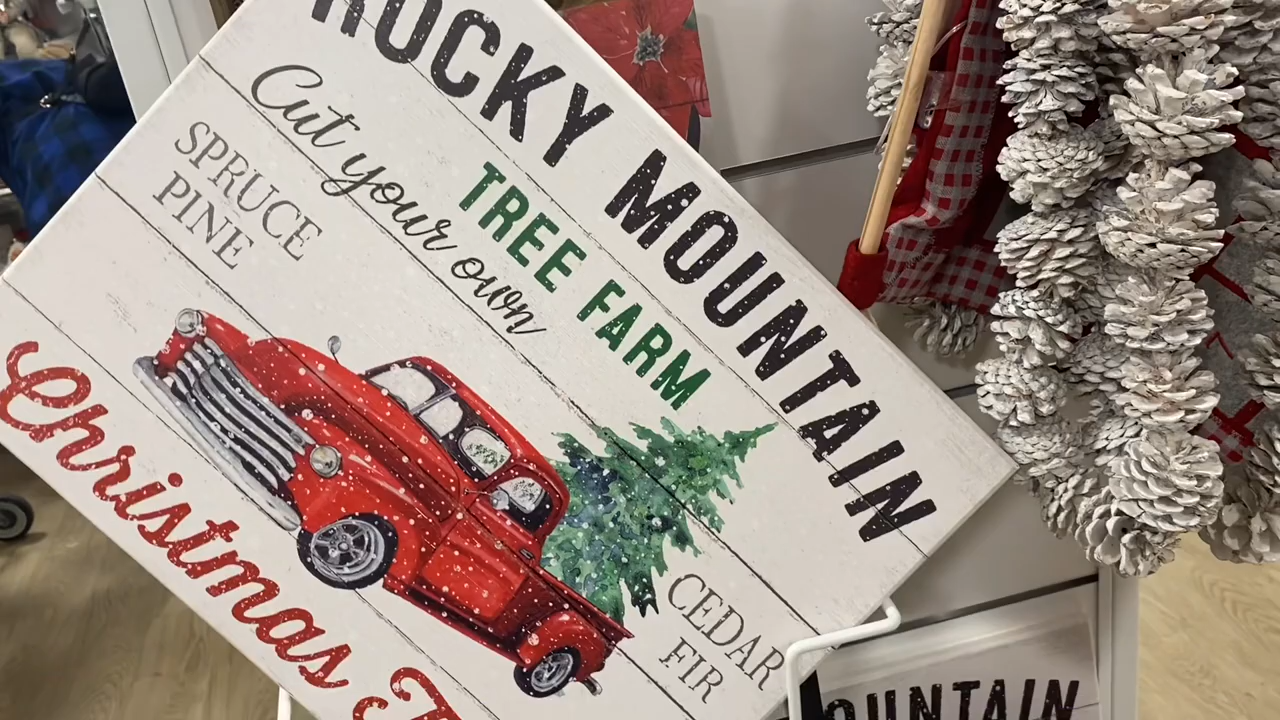 ROCKY MOUNTAIN
TREE FARM
Cut your own
SPRUCE
PINE
CEDAR
FIR
Christmas
MOUNTAIN